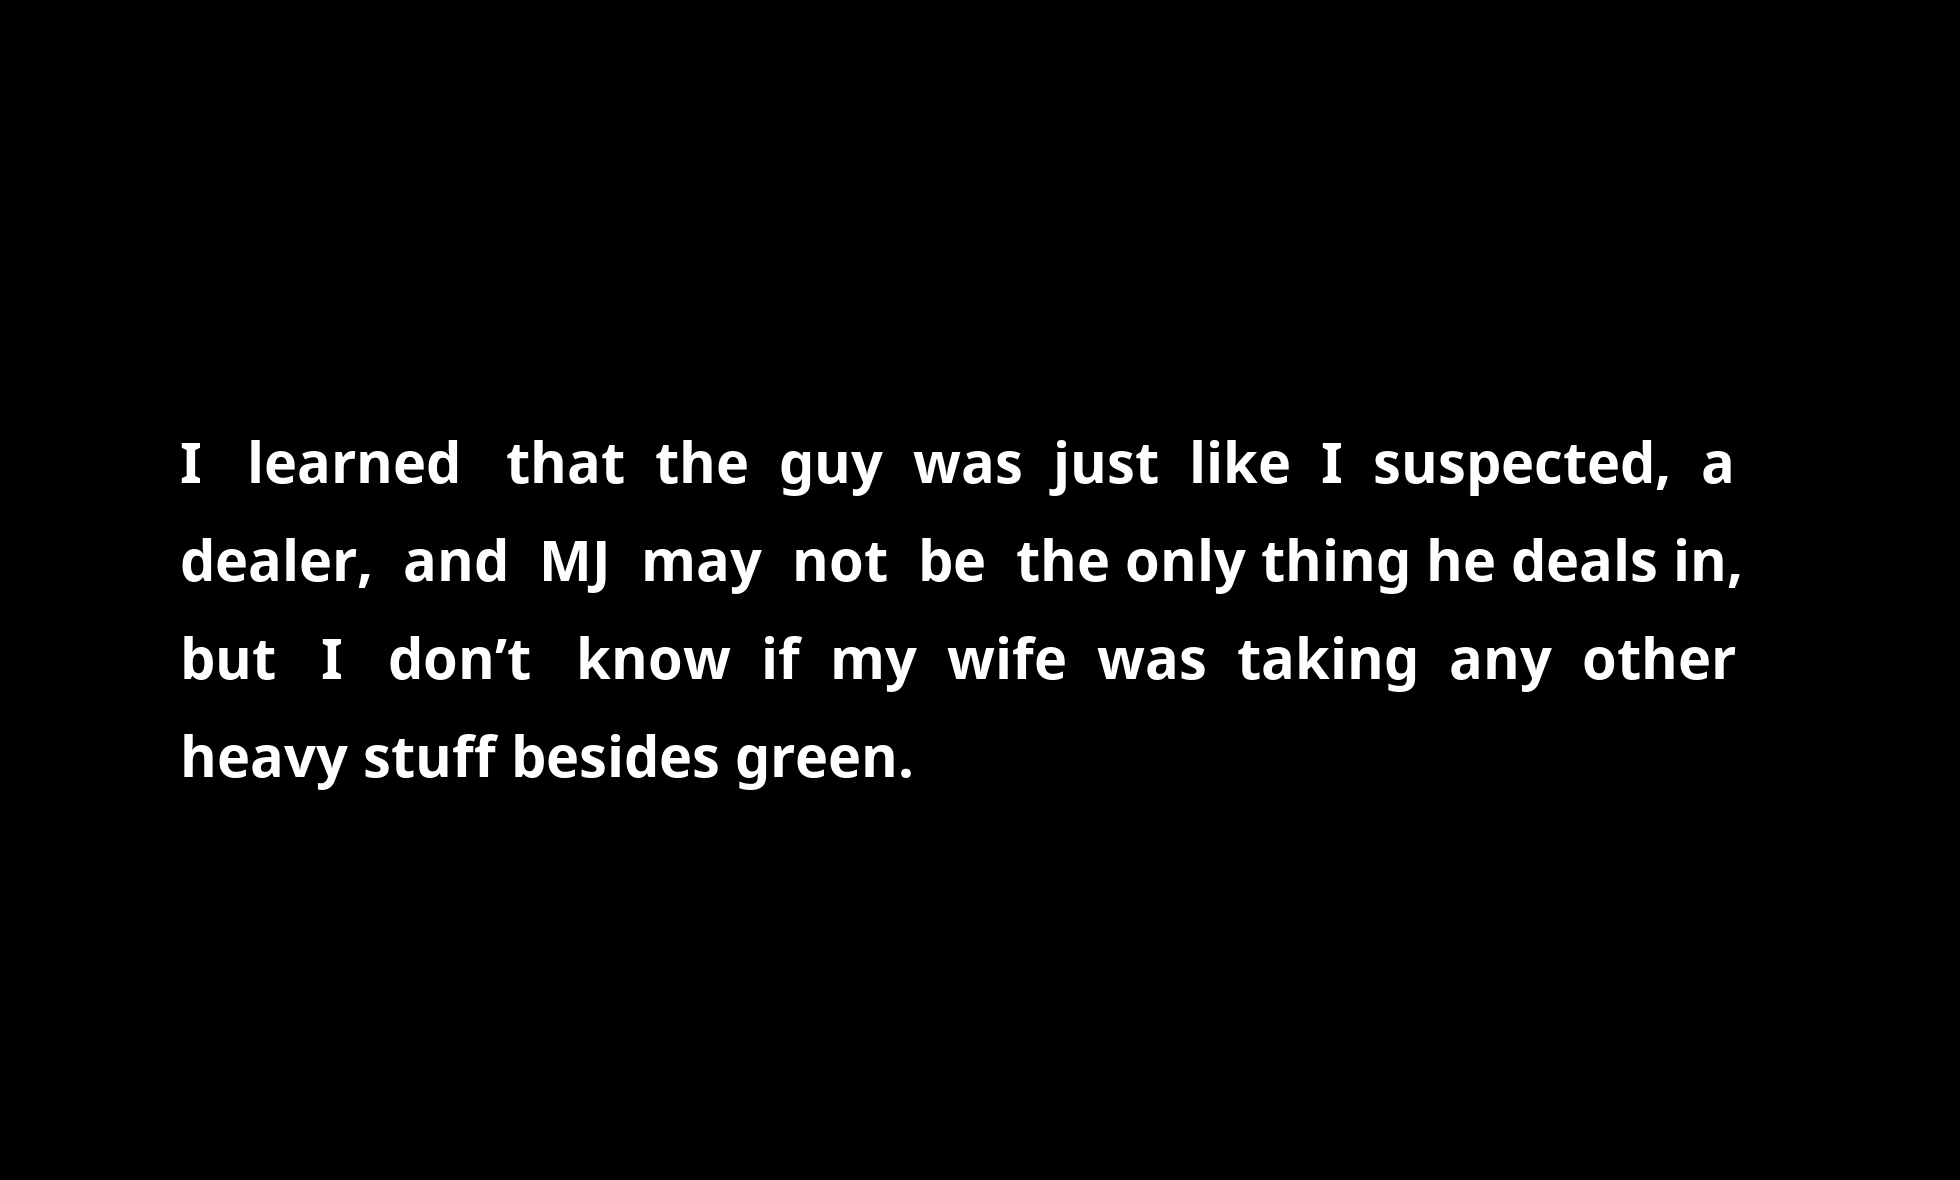 I learned that the guy was just like I suspected, a
dealer, and MJ may not be the only thing he deals in,
but I don’t know if my wife was taking any other
heavy stuff besides green.